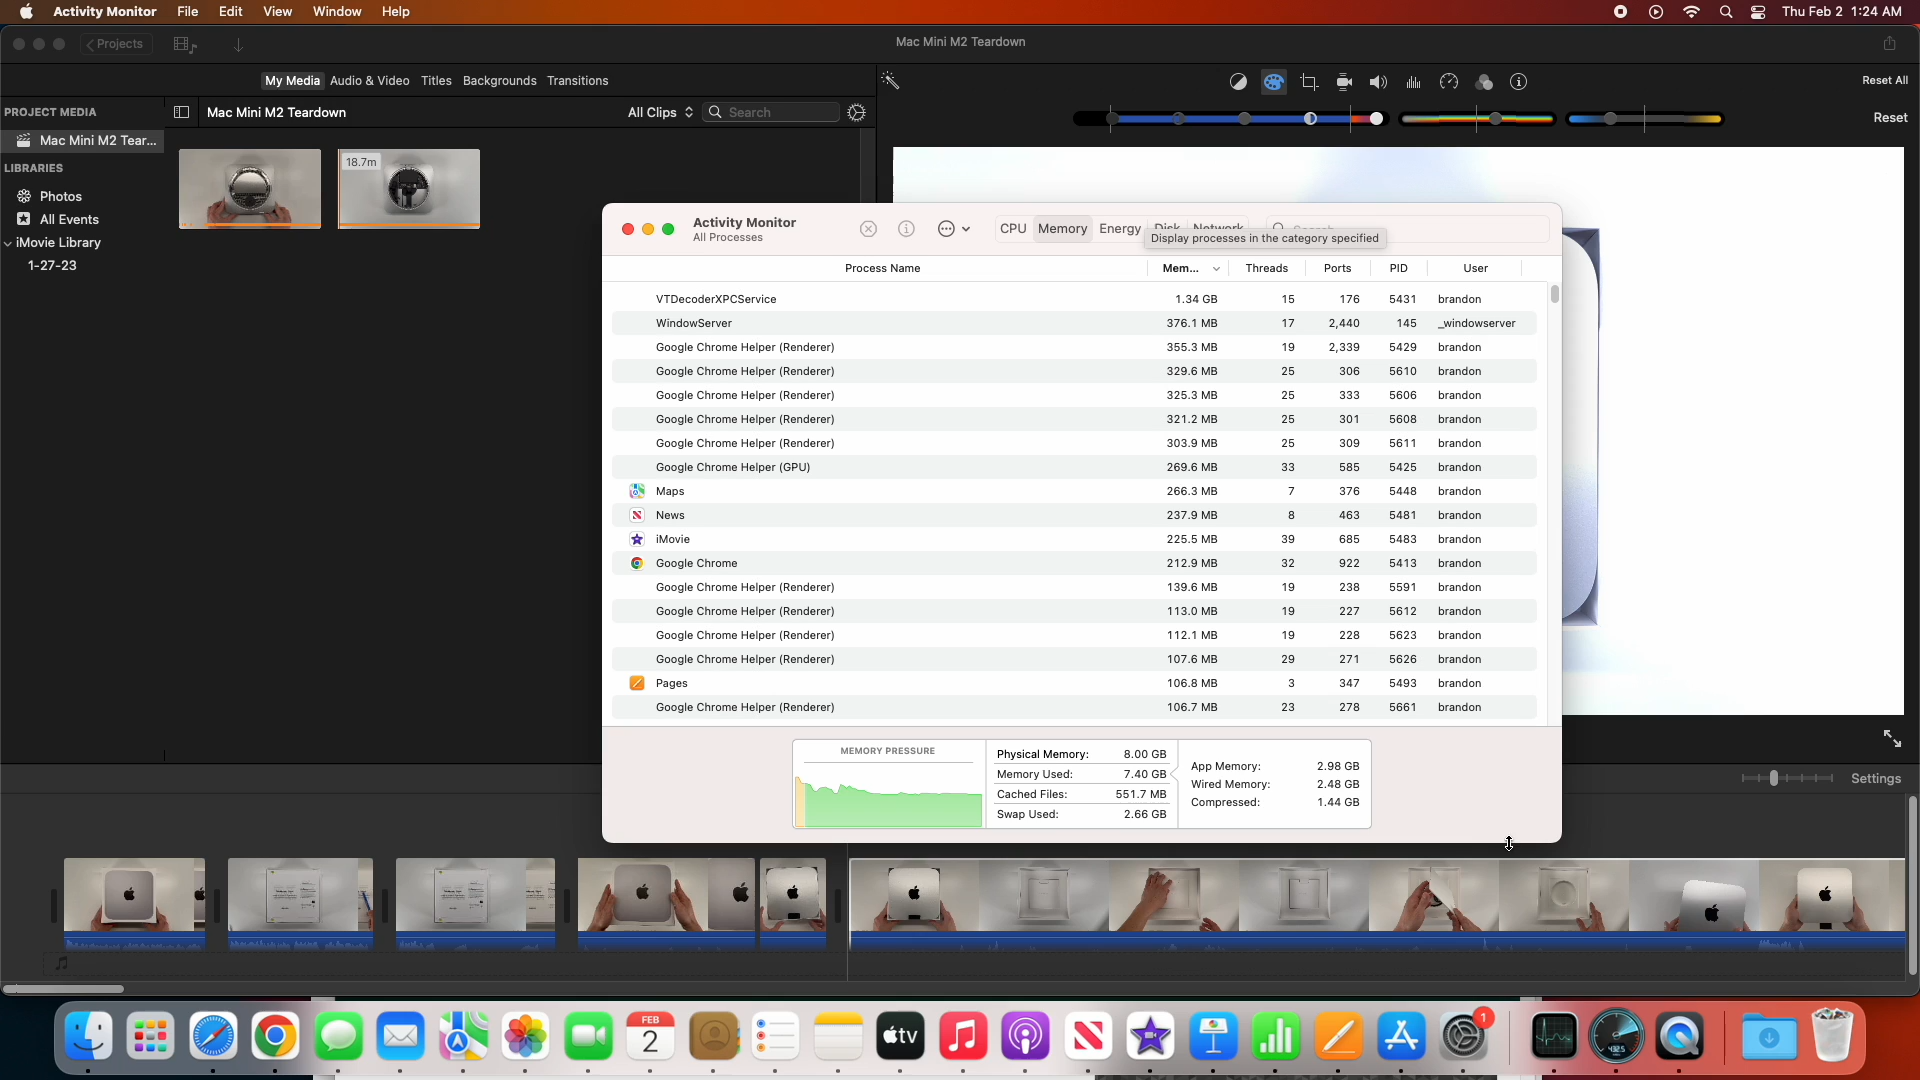 Activity Monitor File Edit View Window Help Thu Feb 2 1:24 AM
Projects Mac Mini M2 Teardown
My Media Audio & Video Titles Backgrounds Transitions Reset All
PROJECT MEDIA Mac Mini M2 Teardown All Clips Search Reset
Mac Mini M2 Tear...
LIBRARIES
18.7m
Photos
All Events
iMovie Library
1-27-23
Activity Monitor
All Processes
CPU Memory Energy Disk Network Search
Display processes in the category specified
Process Name Mem... Threads Ports PID User
VTDecoderXPCService 1.34 GB 15 176 5431 brandon
WindowServer 376.1 MB 17 2,440 145 _windowserver
Google Chrome Helper (Renderer) 355.3 MB 19 2,339 5429 brandon
Google Chrome Helper (Renderer) 329.6 MB 25 306 5610 brandon
Google Chrome Helper (Renderer) 325.3 MB 25 333 5606 brandon
Google Chrome Helper (Renderer) 321.2 MB 25 301 5608 brandon
Google Chrome Helper (Renderer) 303.9 MB 25 309 5611 brandon
Google Chrome Helper (GPU) 269.6 MB 33 585 5425 brandon
Maps 266.3 MB 7 376 5448 brandon
News 237.9 MB 8 463 5481 brandon
iMovie 225.5 MB 39 685 5483 brandon
Google Chrome 212.9 MB 32 922 5413 brandon
Google Chrome Helper (Renderer) 139.6 MB 19 238 5591 brandon
Google Chrome Helper (Renderer) 113.0 MB 19 227 5612 brandon
Google Chrome Helper (Renderer) 112.1 MB 19 228 5623 brandon
Google Chrome Helper (Renderer) 107.6 MB 29 271 5626 brandon
Pages 106.8 MB 3 347 5493 brandon
Google Chrome Helper (Renderer) 106.7 MB 23 278 5661 brandon
MEMORY PRESSURE
Physical Memory: 8.00 GB
Memory Used: 7.40 GB
Cached Files: 551.7 MB
Swap Used: 2.66 GB
App Memory: 2.98 GB
Wired Memory: 2.48 GB
Compressed: 1.44 GB
Settings
FEB
2
tv
1